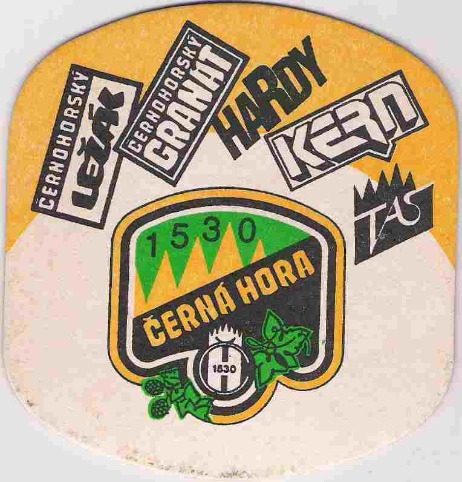 ČERNOHORSKÝ
LEŽÁK
ČERNOHORSKÝ
GRANÁT
HARDY
KERN
TAS
1530
ČERNÁ HORA
1530